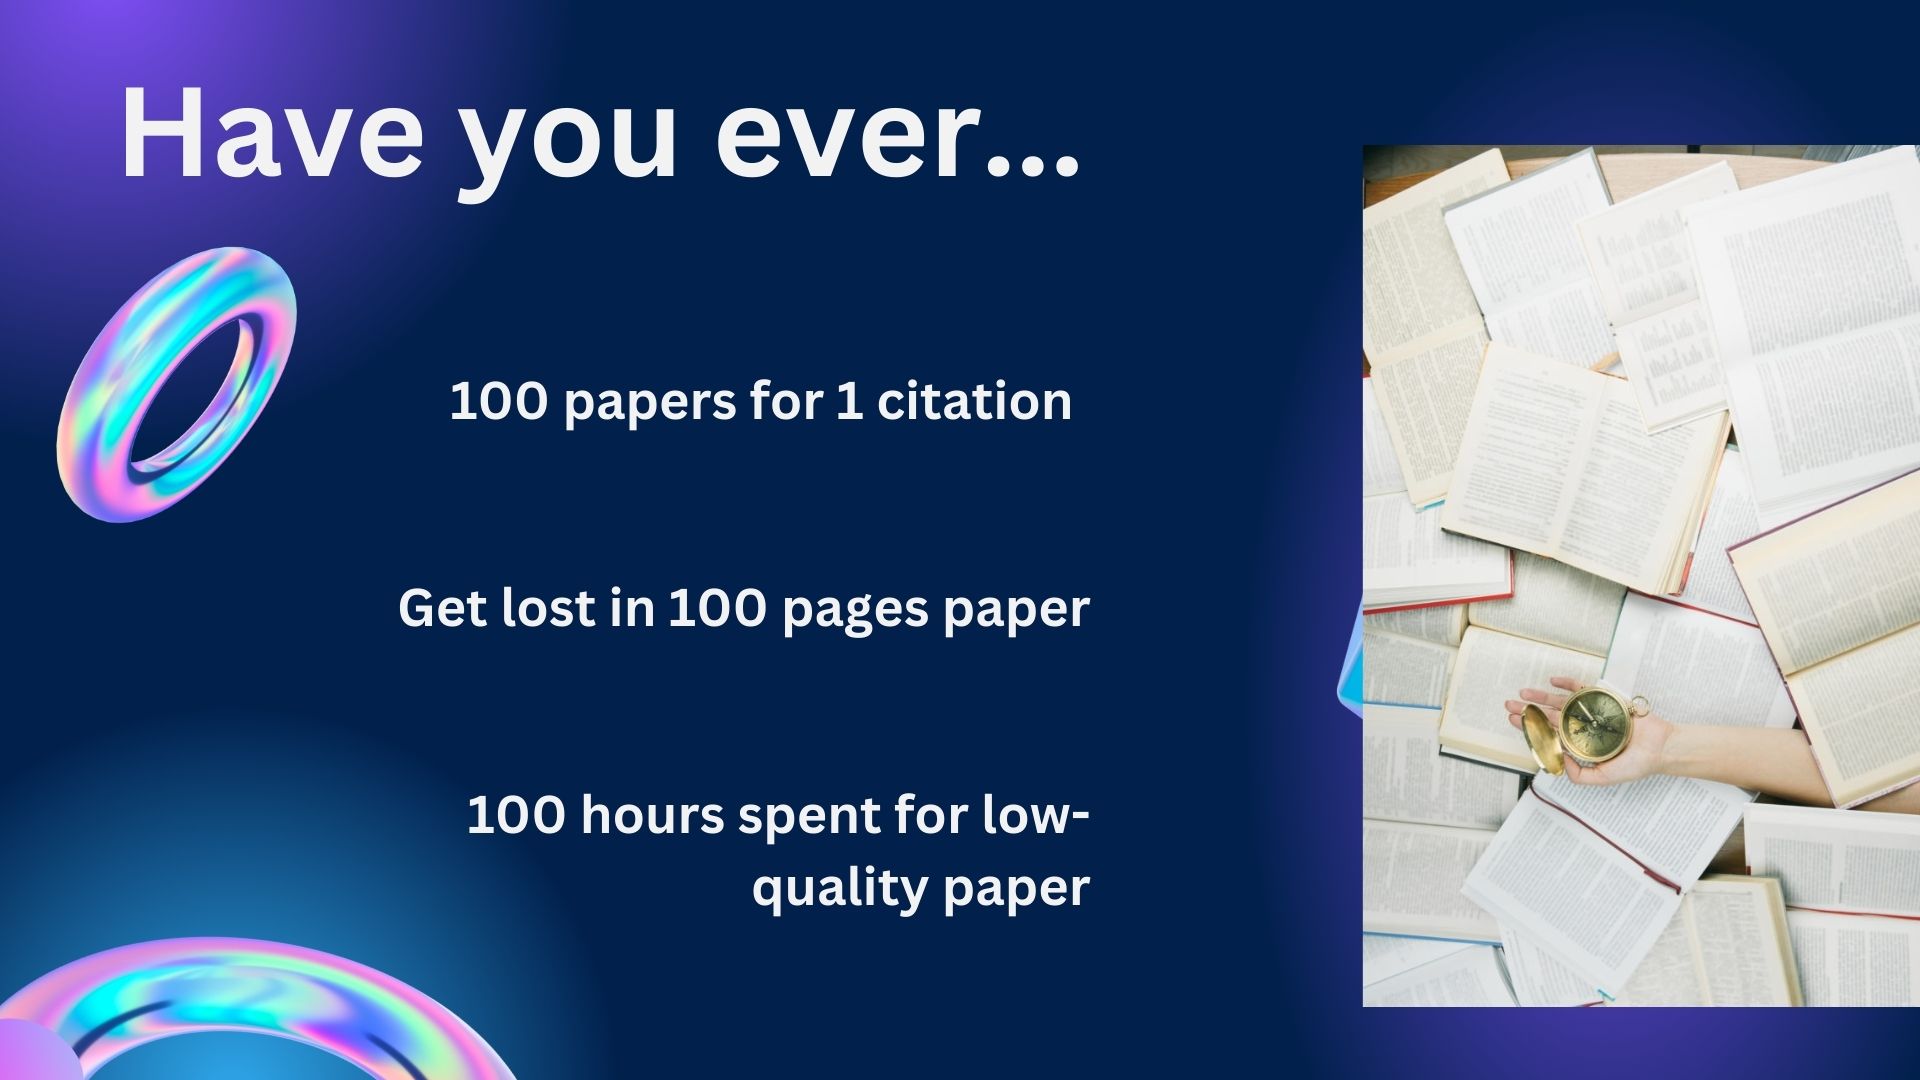 Have you ever...
100 papers for 1 citation
Get lost in 100 pages paper
100 hours spent for low-
quality paper